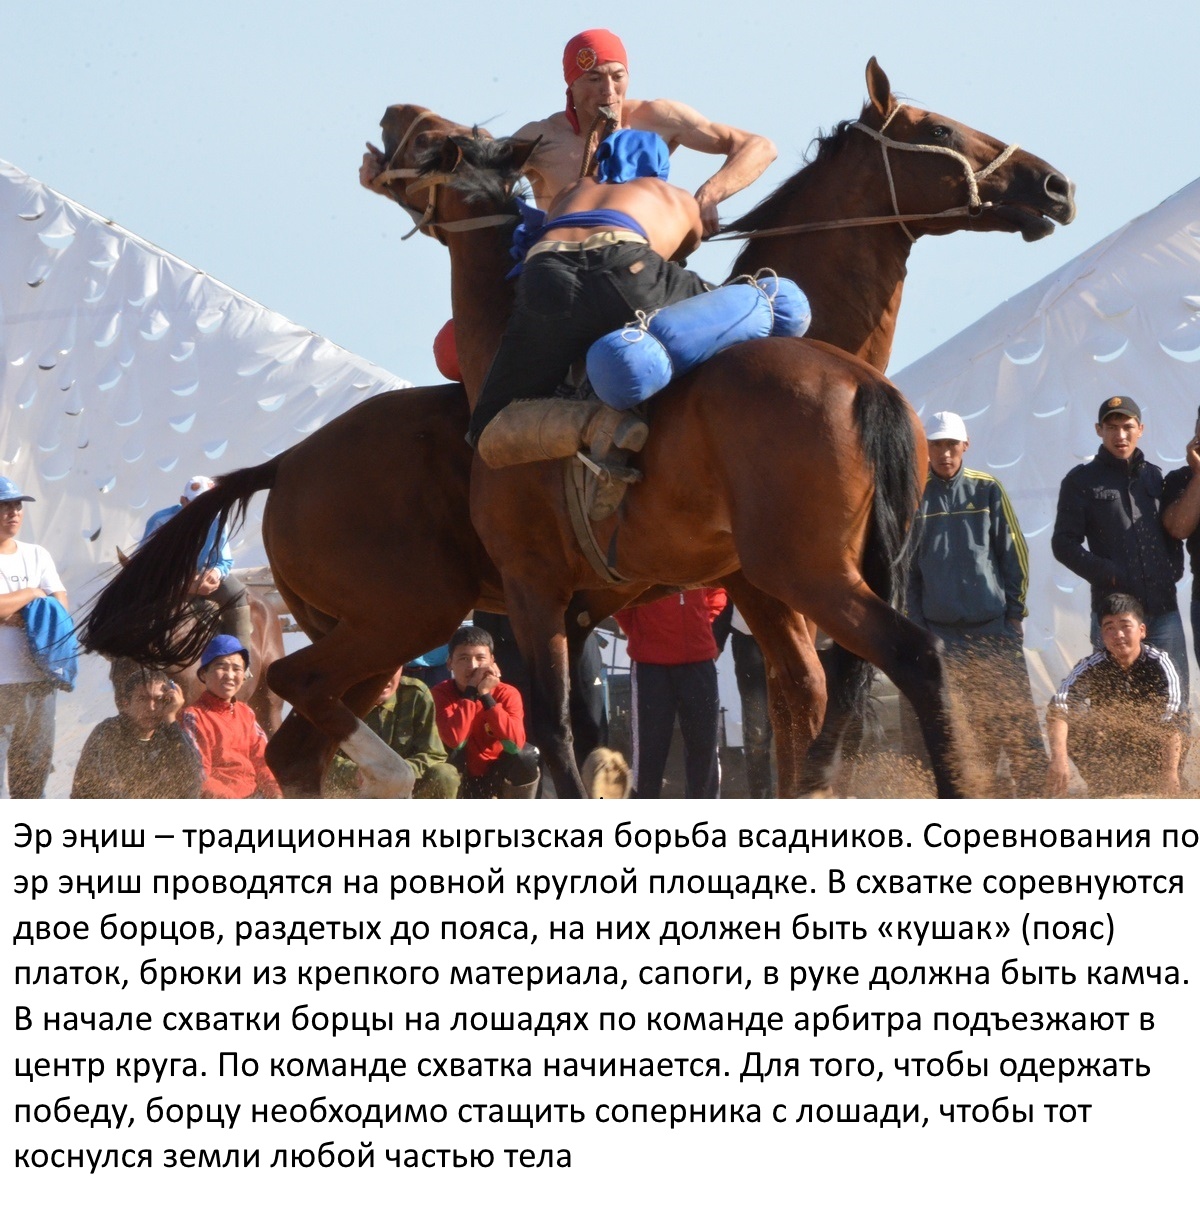 Эр эңиш – традиционная кыргызская борьба всадников. Соревнования по
эр эңиш проводятся на ровной круглой площадке. В схватке соревнуются
двое борцов, раздетых до пояса, на них должен быть «кушак» (пояс)
платок, брюки из крепкого материала, сапоги, в руке должна быть камча.
В начале схватки борцы на лошадях по команде арбитра подъезжают в
центр круга. По команде схватка начинается. Для того, чтобы одержать
победу, борцу необходимо стащить соперника с лошади, чтобы тот
коснулся земли любой частью тела